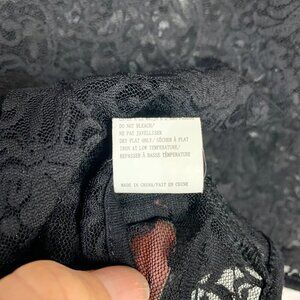 DO NOT BLEACH/
NE PAS JAVELLISER
DRY FLAT ONLY/SÉCHER À PLAT
IRON AT LOW TEMPERATURE/
REPRISER À BASSE TEMPÉRATURE
MADE IN CHINA/FAIT EN CHINE